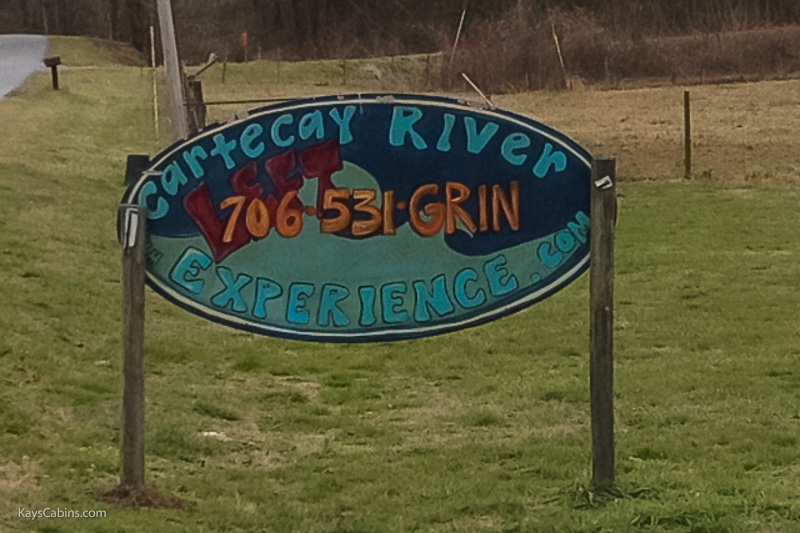 Cartecay River
LEFT
706-531-GRIN
EXPERIENCE.COM
KaysCabins.com